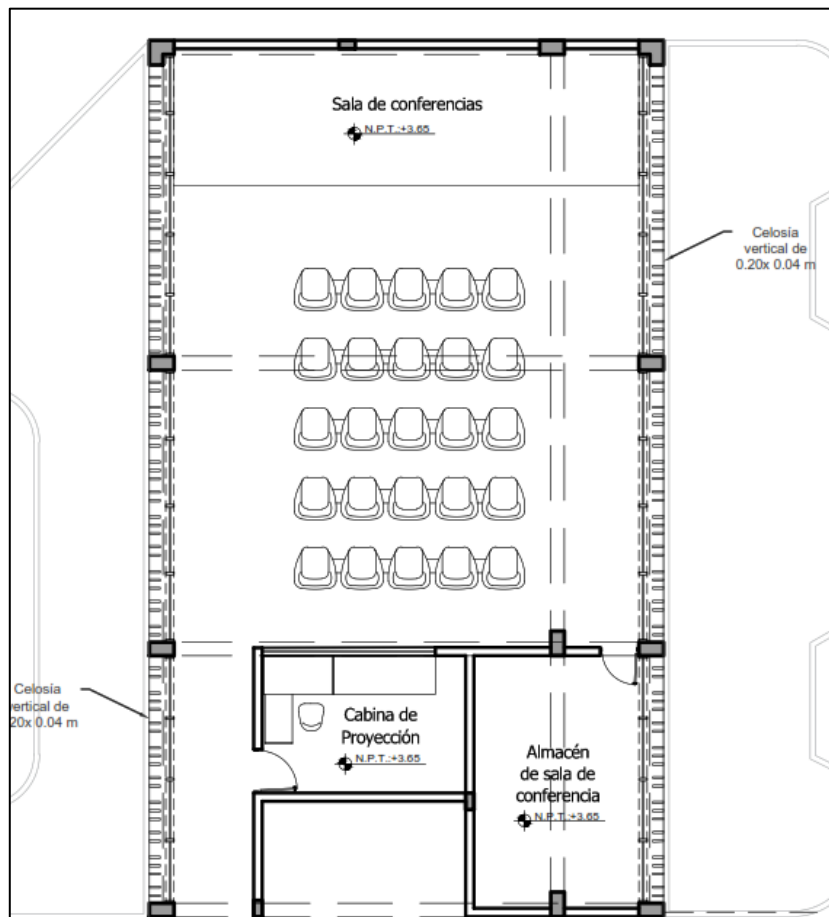 Sala de conferencias
N.P.T.:+3.65
Celosía
vertical de
0.20x 0.04 m
Celosía
vertical de
20x 0.04 m
Cabina de
Proyección
N.P.T.:+3.65
Almacén
de sala de
conferencia
N.P.T.:+3.65